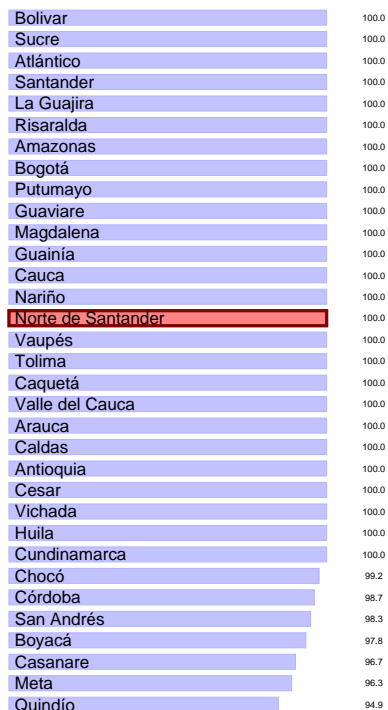 Bolivar 100.0
Sucre 100.0
Atlántico 100.0
Santander 100.0
La Guajira 100.0
Risaralda 100.0
Amazonas 100.0
Bogotá 100.0
Putumayo 100.0
Guaviare 100.0
Magdalena 100.0
Guainía 100.0
Cauca 100.0
Nariño 100.0
Norte de Santander 100.0
Vaupés 100.0
Tolima 100.0
Caquetá 100.0
Valle del Cauca 100.0
Arauca 100.0
Caldas 100.0
Antioquia 100.0
Cesar 100.0
Vichada 100.0
Huila 100.0
Cundinamarca 100.0
Chocó 99.2
Córdoba 98.7
San Andrés 98.3
Boyacá 97.8
Casanare 96.7
Meta 96.3
Quindío 94.9